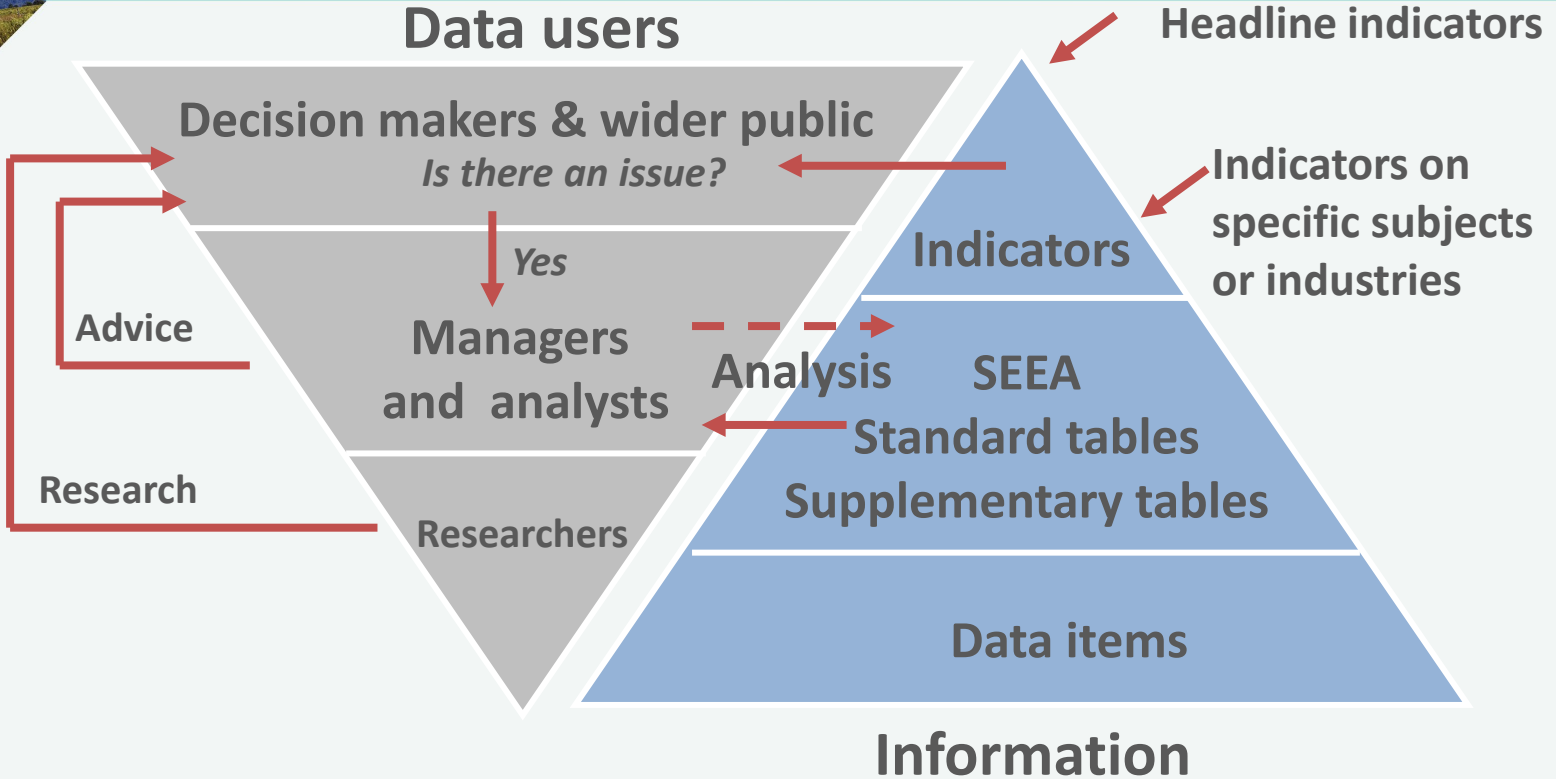 Data users
Headline indicators
Decision makers & wider public
Is there an issue?
Indicators on
specific subjects
or industries
Indicators
Yes
Advice
Managers
and analysts
Analysis
SEEA
Standard tables
Supplementary tables
Research
Researchers
Data items
Information